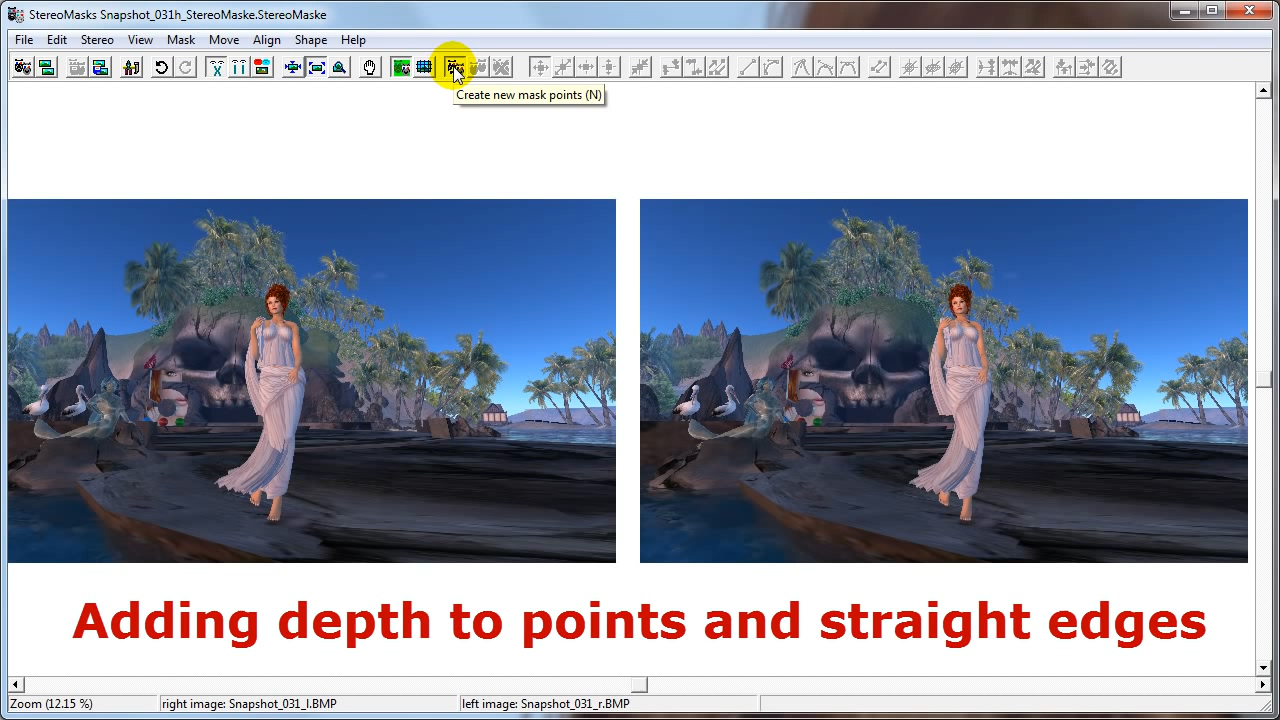 StereoMasks Snapshot_031h_StereoMaske.StereoMaske
File Edit Stereo View Mask Move Align Shape Help
Create new mask points (N)
Adding depth to points and straight edges
Zoom (12.15 %) right image: Snapshot_031_l.BMP left image: Snapshot_031_r.BMP